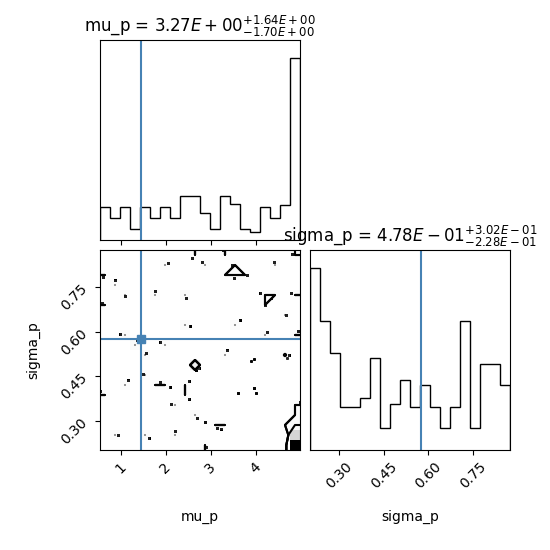 mu_p = 3.27E + 00+1.64E+00−1.70E+00
sigma_p = 4.78E − 01+3.02E−01−2.28E−01
sigma_p
0.75
0.60
0.45
0.30
1 2 3 4
0.30 0.45 0.60 0.75
mu_p
sigma_p